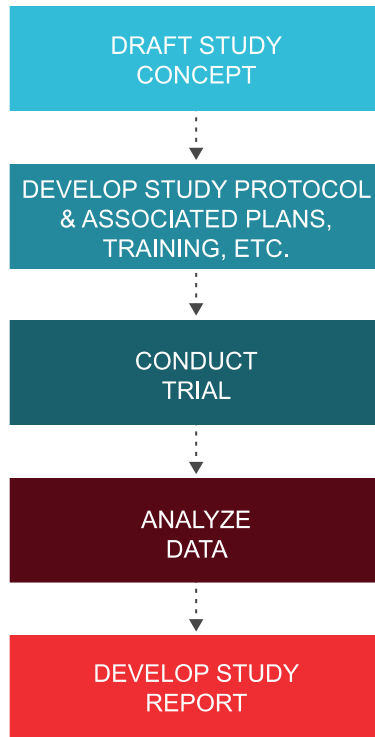 DRAFT STUDY
CONCEPT
DEVELOP STUDY PROTOCOL
& ASSOCIATED PLANS,
TRAINING, ETC.
CONDUCT
TRIAL
ANALYZE
DATA
DEVELOP STUDY
REPORT